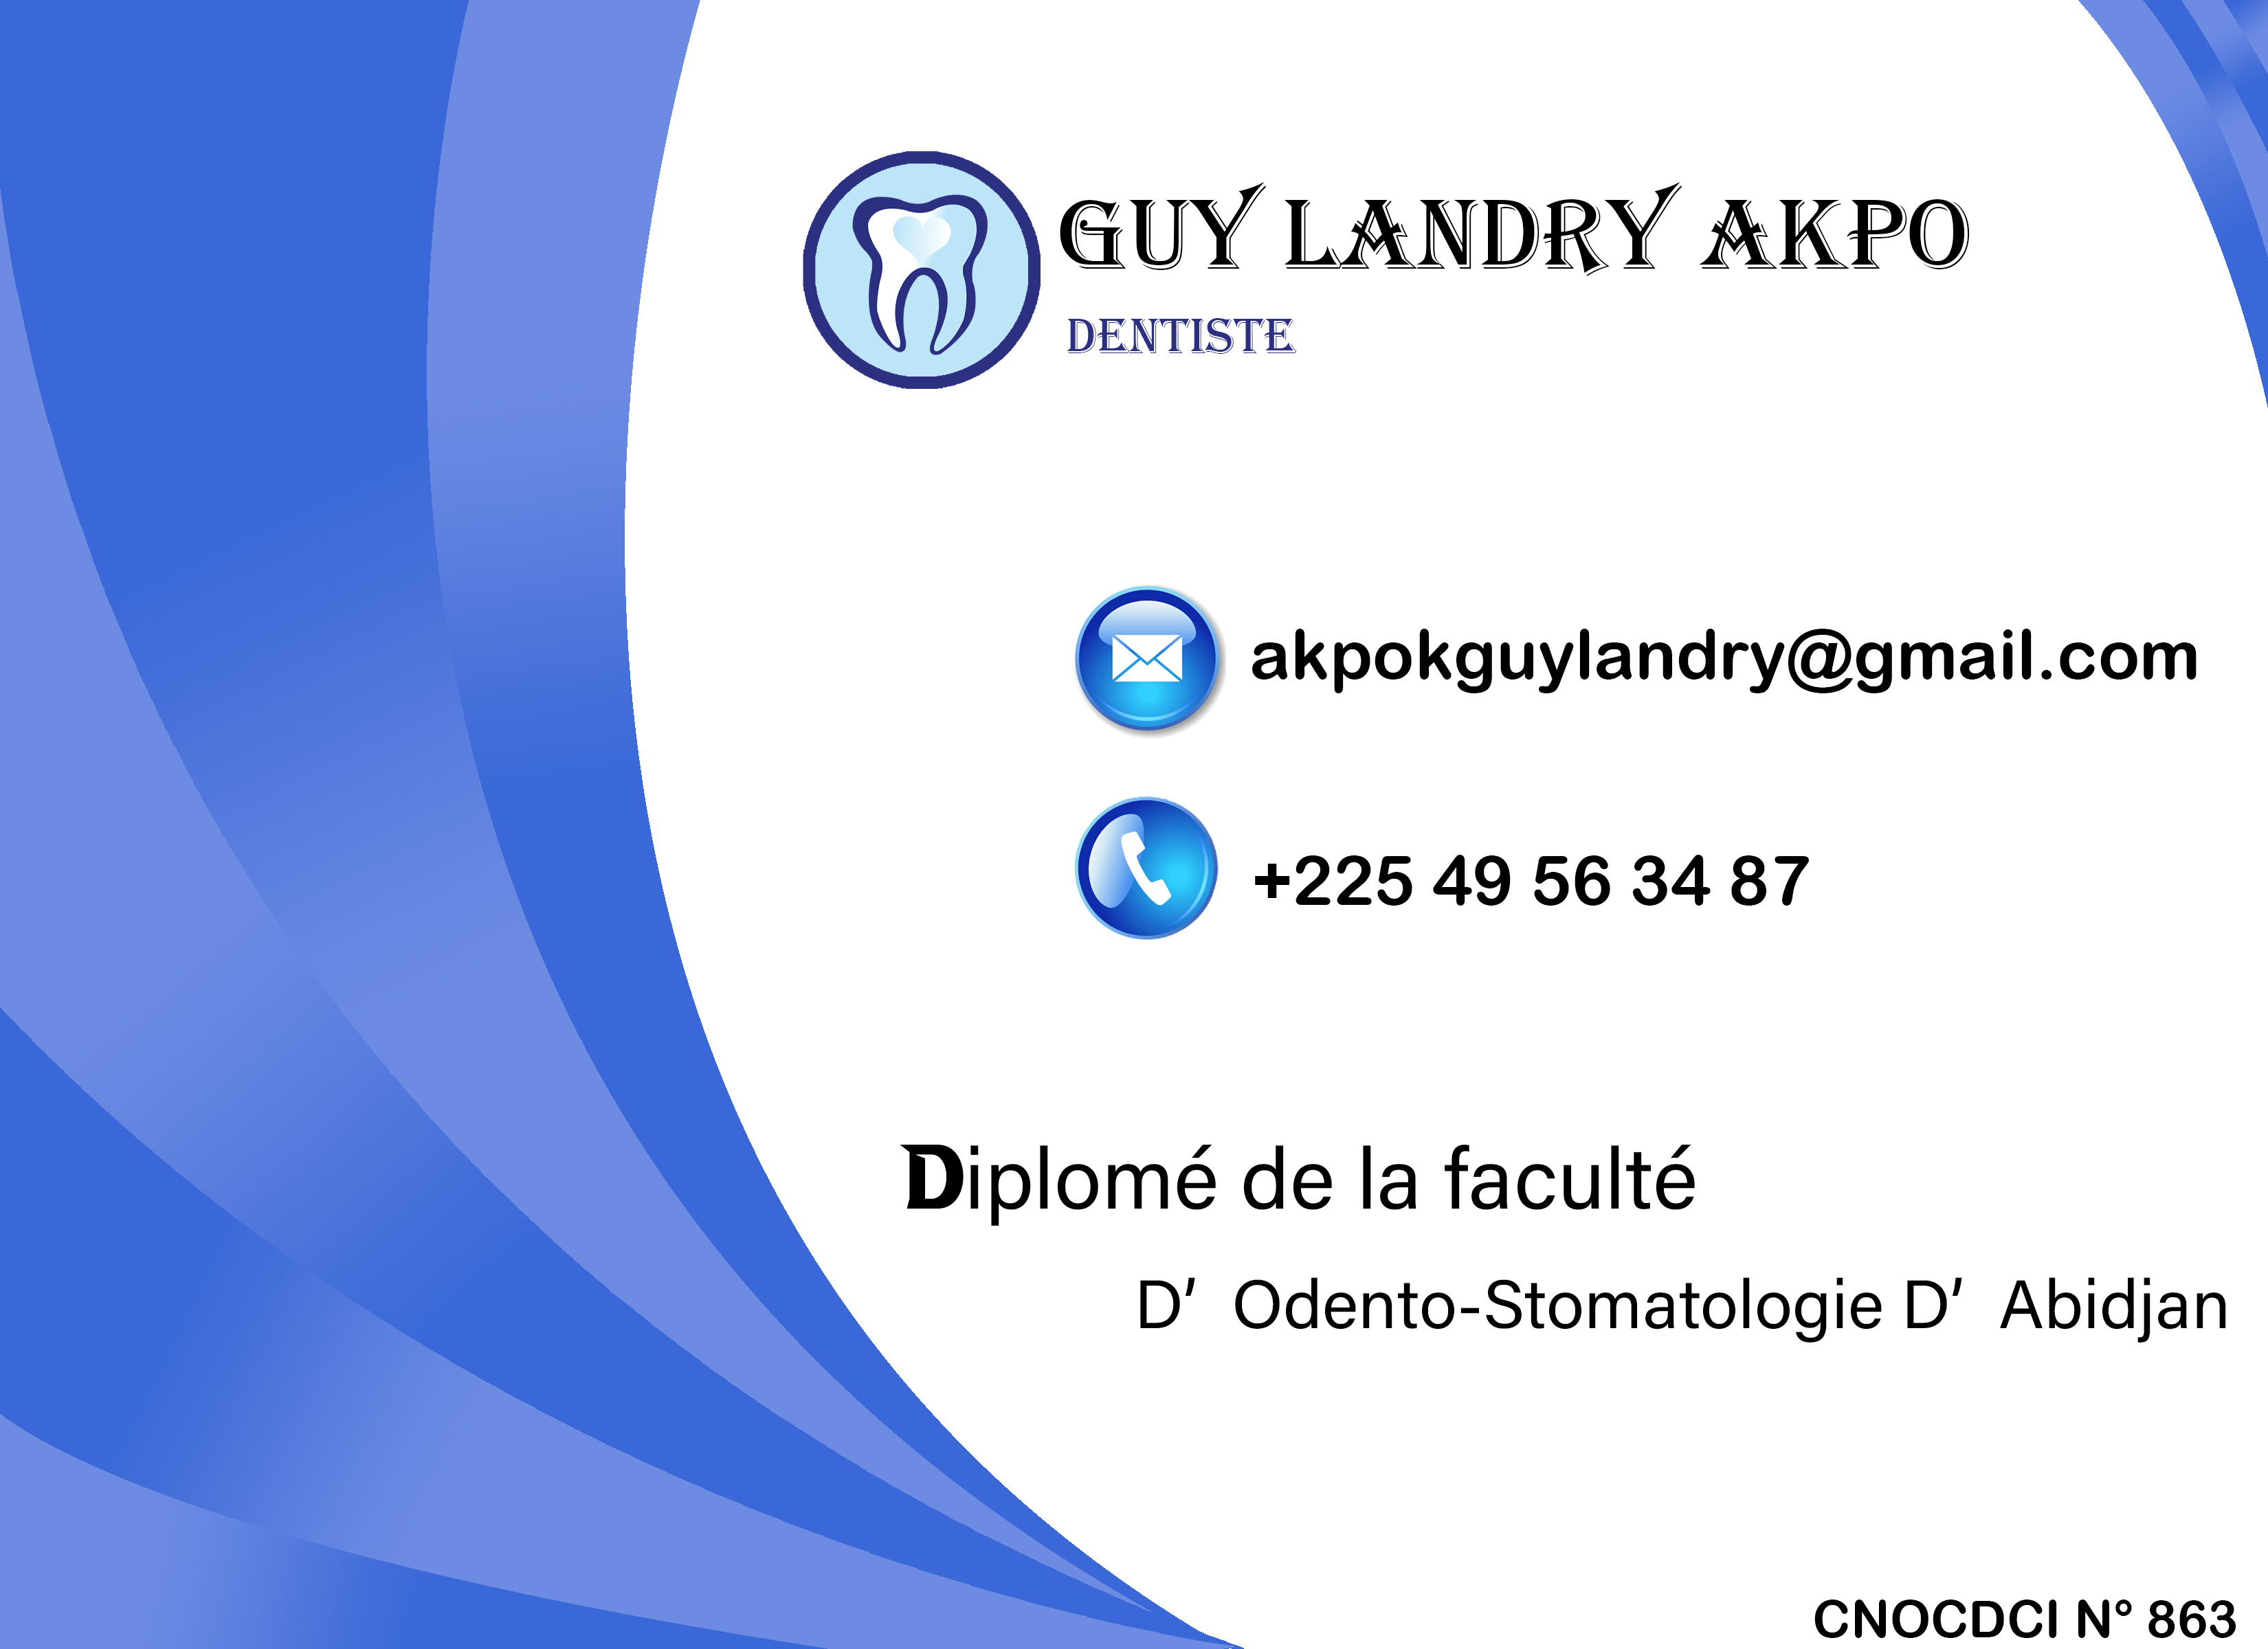 GUY LANDRY AKPO
DENTISTE
akpokguylandry@gmail.com
+225 49 56 34 87
Diplomé de la faculté
D’ Odento-Stomatologie D’ Abidjan
CNOCDCI N° 863